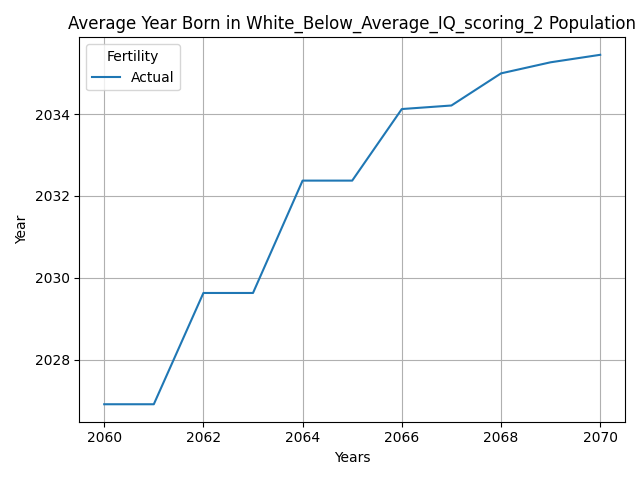 Average Year Born in White_Below_Average_IQ_scoring_2 Population
Fertility
Actual
2034
2032
2030
2028
Year
2060 2062 2064 2066 2068 2070
Years